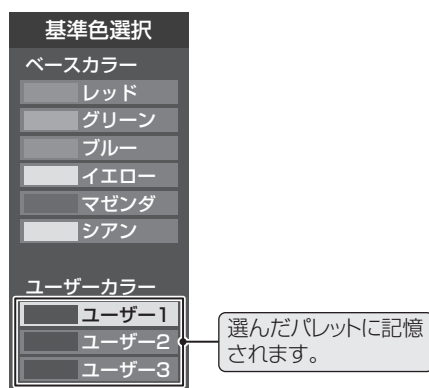 基準色選択
ベースカラー
レッド
グリーン
ブルー
イエロー
マゼンダ
シアン
ユーザーカラー
ユーザー1
ユーザー2
ユーザー3
選んだパレットに記憶
されます。